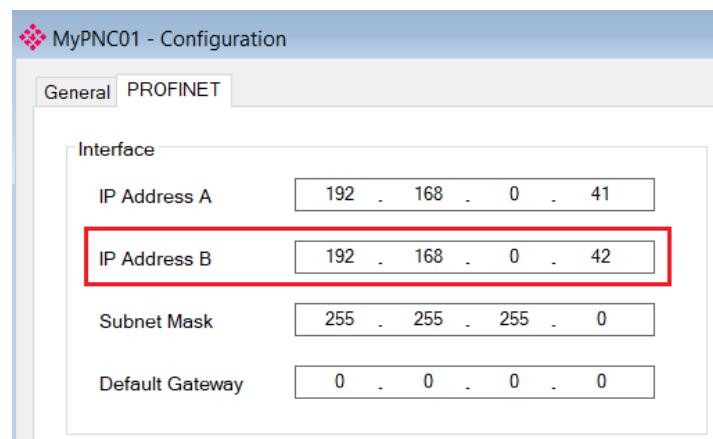 MyPNC01 - Configuration
General PROFINET
Interface
IP Address A 192 . 168 . 0 . 41
IP Address B 192 . 168 . 0 . 42
Subnet Mask 255 . 255 . 255 . 0
Default Gateway 0 . 0 . 0 . 0